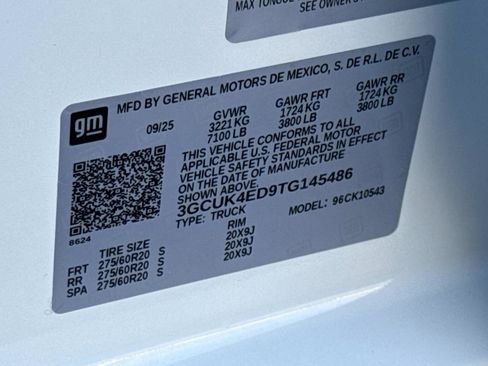 MAX TONGUE
SEE OWNER'S
gm
MFD BY GENERAL MOTORS DE MEXICO, S. DE R.L. DE C.V.
09/25 GVWR GAWR FRT GAWR RR
3221 KG 1724 KG 1724 KG
7100 LB 3800 LB 3800 LB
THIS VEHICLE CONFORMS TO ALL
APPLICABLE U.S. FEDERAL MOTOR
VEHICLE SAFETY STANDARDS IN EFFECT
ON THE DATE OF MANUFACTURE
SHOWN ABOVE.
3GCUK4ED9TG145486
TYPE: TRUCK MODEL: 96CK10543
8624
TIRE SIZE RIM
FRT 275/60R20 S 20X9J
RR 275/60R20 S 20X9J
SPA 275/60R20 S 20X9J